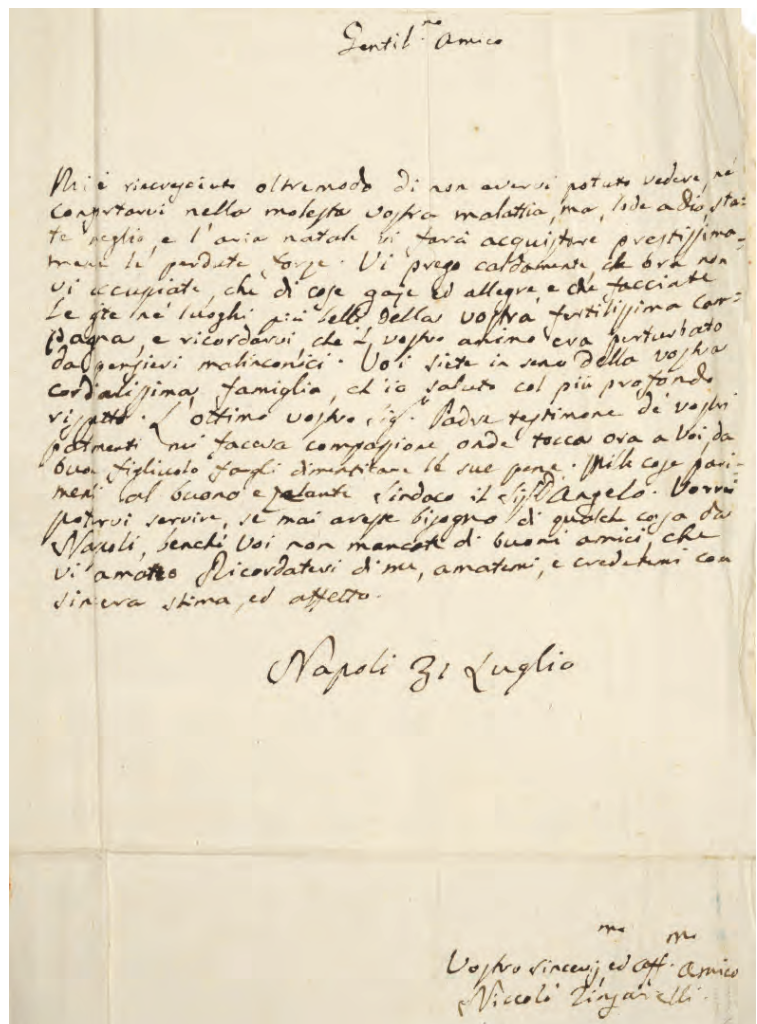 Gentil.mo Amico
Mi è rincresciuto oltremodo di non avervi potuto vedere, né
confortarvi nella molesta vostra malattia, ma, lode a dio, sta:
te meglio, e l'aria natale vi farà acquistare prestissima=
mente le perdute forze. Vi prego caldamente, che ora non
vi occupiate, che di cose gaje ed allegre, e che facciate
le gite ne' luoghi più belli della vostra fertilissima Cam=
pagna, e ricordarvi che il vostro animo era perturbato
da pensieri malinconici. Voi siete in seno della vostra
cordialissima famiglia, ch'io saluto col più profondo
rispetto. L'ottimo vostro Sig.r Padre testimone de' vostri
patimenti mi faceva compassione onde tocca ora a Voi, da
buon figliuolo fargli dimenticare le sue pene. Mille cose pari=
menti al buono e zelante Sindaco il Sig.r D'Angelo. Vorrei
potervi servire, se mai aveste bisogno di qualche cosa da
Napoli, benché Voi non mancate di buoni amici, che
vi amano Ricordatevi di me, amatemi, e credetemi con
sincera stima, ed affetto.
Napoli 31 Luglio
Vostro sinceris.mo ed aff.mo Amico
Niccolò Zingarelli.